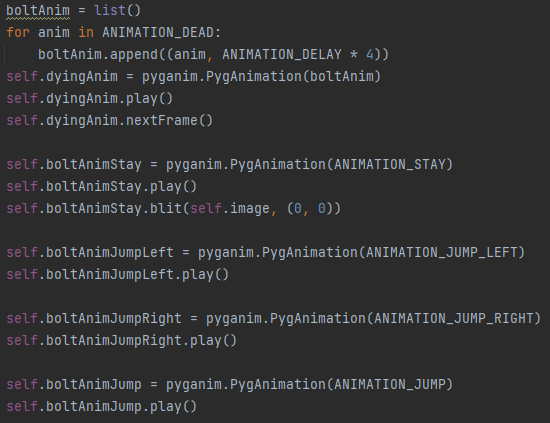 boltAnim = list()
for anim in ANIMATION_DEAD:
    boltAnim.append((anim, ANIMATION_DELAY * 4))
self.dyingAnim = pyganim.PygAnimation(boltAnim)
self.dyingAnim.play()
self.dyingAnim.nextFrame()

self.boltAnimStay = pyganim.PygAnimation(ANIMATION_STAY)
self.boltAnimStay.play()
self.boltAnimStay.blit(self.image, (0, 0))

self.boltAnimJumpLeft = pyganim.PygAnimation(ANIMATION_JUMP_LEFT)
self.boltAnimJumpLeft.play()

self.boltAnimJumpRight = pyganim.PygAnimation(ANIMATION_JUMP_RIGHT)
self.boltAnimJumpRight.play()

self.boltAnimJump = pyganim.PygAnimation(ANIMATION_JUMP)
self.boltAnimJump.play()